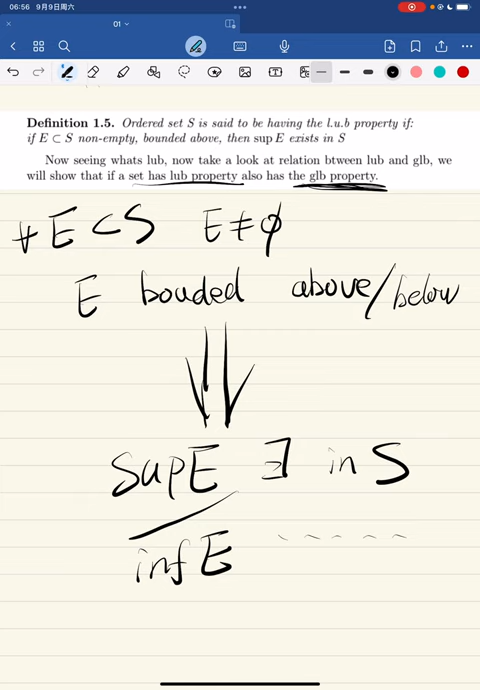 06:56 9月9日周六
01
Definition 1.5. Ordered set S is said to be having the l.u.b property if:
if E ⊂ S non-empty, bounded above, then sup E exists in S
Now seeing whats lub, now take a look at relation btween lub and glb, we
will show that if a set has lub property also has the glb property.
∀ E ⊂ S E ≠ ϕ
E bouded above/below
⇓
sup E ∃ in S
inf E - - - - - -